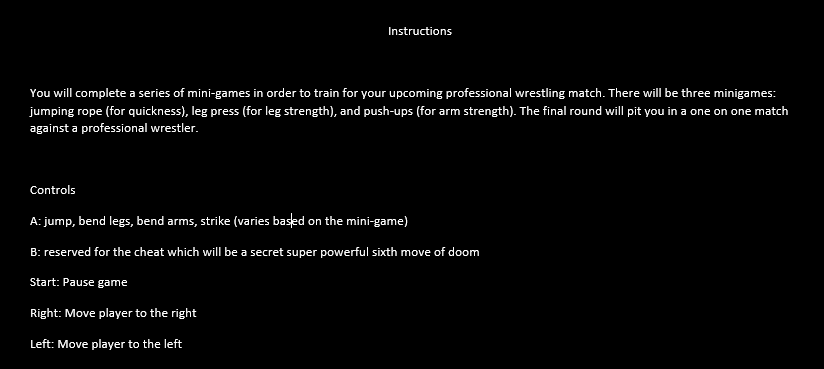 Instructions
You will complete a series of mini-games in order to train for your upcoming professional wrestling match. There will be three minigames:
jumping rope (for quickness), leg press (for leg strength), and push-ups (for arm strength). The final round will pit you in a one on one match
against a professional wrestler.
Controls
A: jump, bend legs, bend arms, strike (varies based on the mini-game)
B: reserved for the cheat which will be a secret super powerful sixth move of doom
Start: Pause game
Right: Move player to the right
Left: Move player to the left